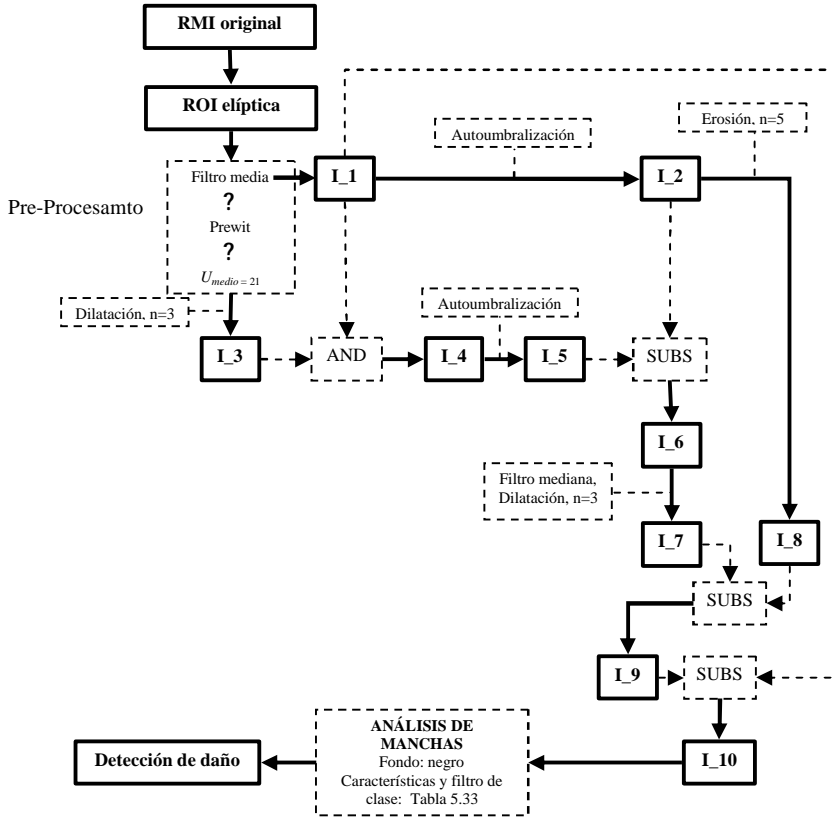 RMI original
ROI elíptica
Erosión, n=5
Autoumbralización
Filtro media
I_1
I_2
?
Pre-Procesamto
Prewit
?
U medio = 21
Dilatación, n=3
Autoumbralización
I_3
AND
I_4
I_5
SUBS
I_6
Filtro mediana,
Dilatación, n=3
I_7
I_8
SUBS
I_9
SUBS
ANÁLISIS DE
MANCHAS
Fondo: negro
Características y filtro de
clase: Tabla 5.33
Detección de daño
I_10